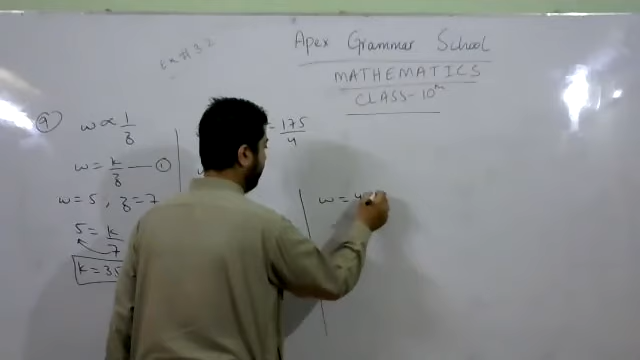 Ex # 3.2
Apex Grammar School
MATHEMATICS
CLASS-10th
9
w ∝ 1/z
w = k/z — ①
w = 5, z = 7
5 = k/7
k = 35
175/4
w = 4